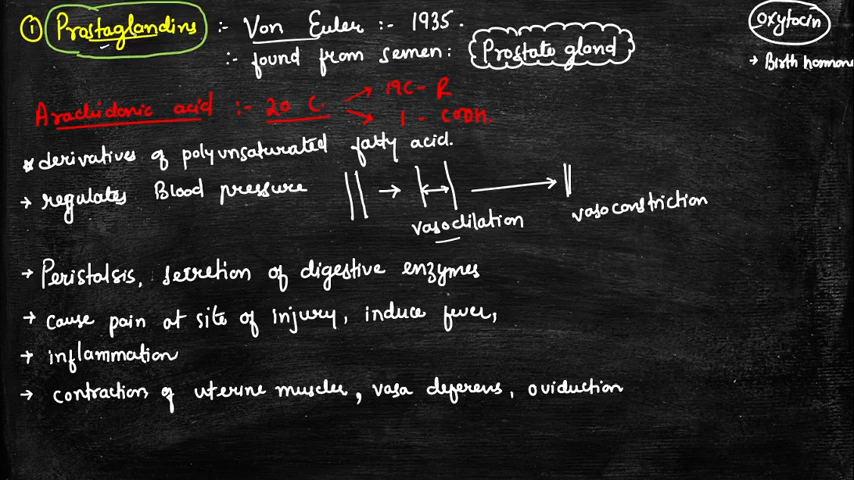 ① Prostaglandins :- Von Euler :- 1935.
:- found from semen: Prostate gland
Oxytocin
→ Birth hormone
Arachidonic acid :- 20 C. → 19C - R
→ 1 - COOH.
* derivatives of polyunsaturated fatty acid.
→ regulates Blood pressure → vasodilation → vasoconstriction
→ Peristalsis, secretion of digestive enzymes
→ cause pain at site of injury, induce fever,
→ inflammation
→ contraction of uterine muscles, vasa deferens, oviduction